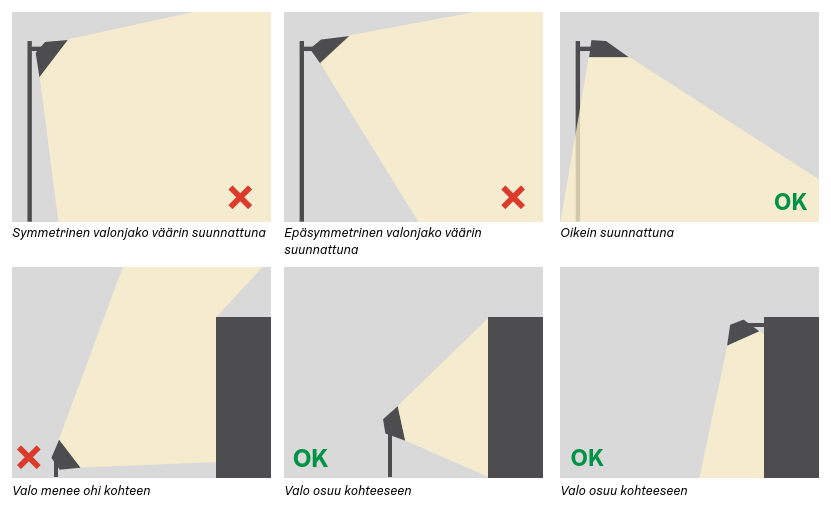 OK
Symmetrinen valonjako väärin suunnattuna
Epäsymmetrinen valonjako väärin
suunnattuna
Oikein suunnattuna
OK
OK
Valo menee ohi kohteen
Valo osuu kohteeseen
Valo osuu kohteeseen